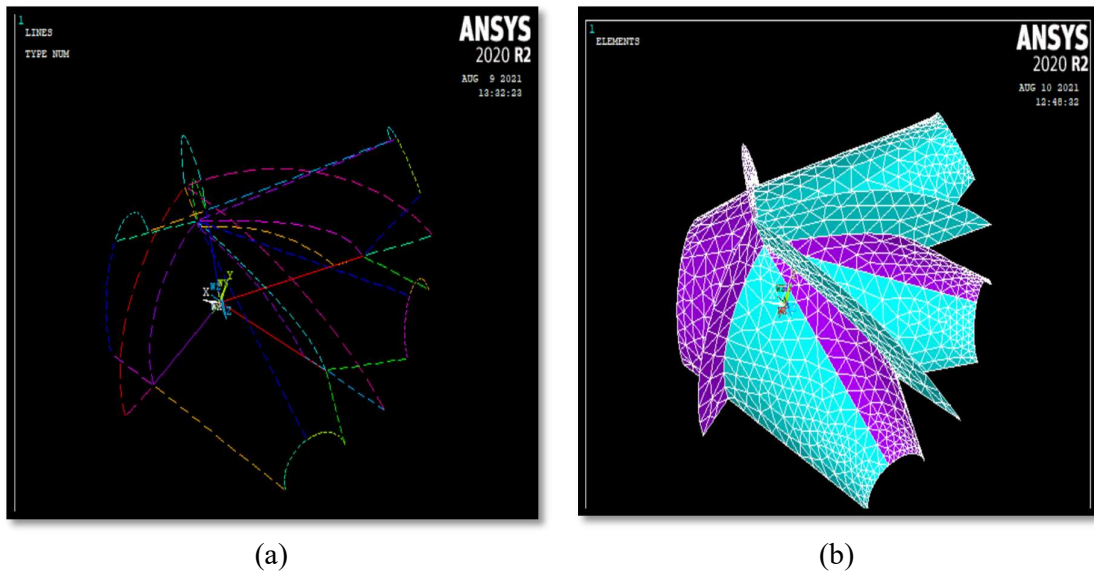 1
LINES
TYPE NUM
ANSYS
2020 R2
AUG 9 2021
13:32:23
X
Y
Z
(a)
1
ELEMENTS
ANSYS
2020 R2
AUG 10 2021
12:48:32
(b)